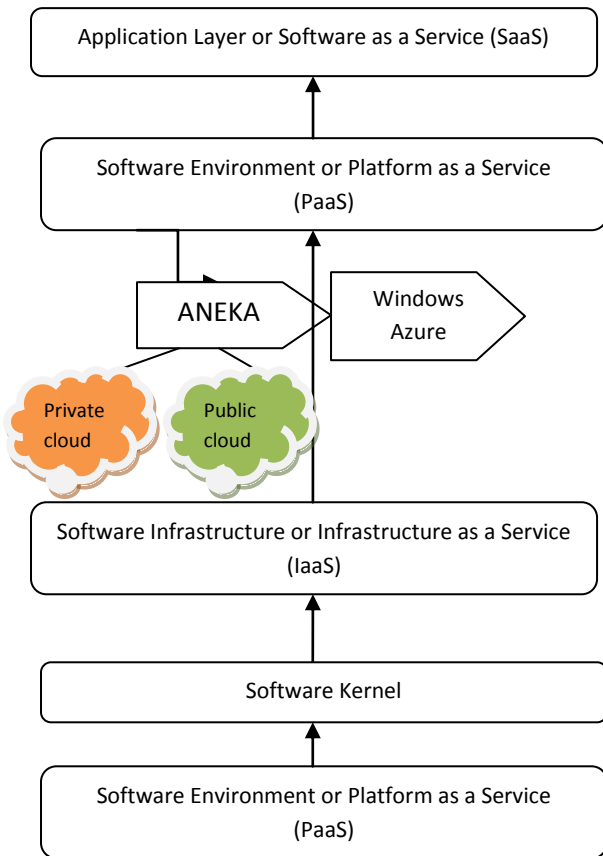 Application Layer or Software as a Service (SaaS)
Software Environment or Platform as a Service
(PaaS)
ANEKA
Windows
Azure
Private
cloud
Public
cloud
Software Infrastructure or Infrastructure as a Service
(IaaS)
Software Kernel
Software Environment or Platform as a Service
(PaaS)